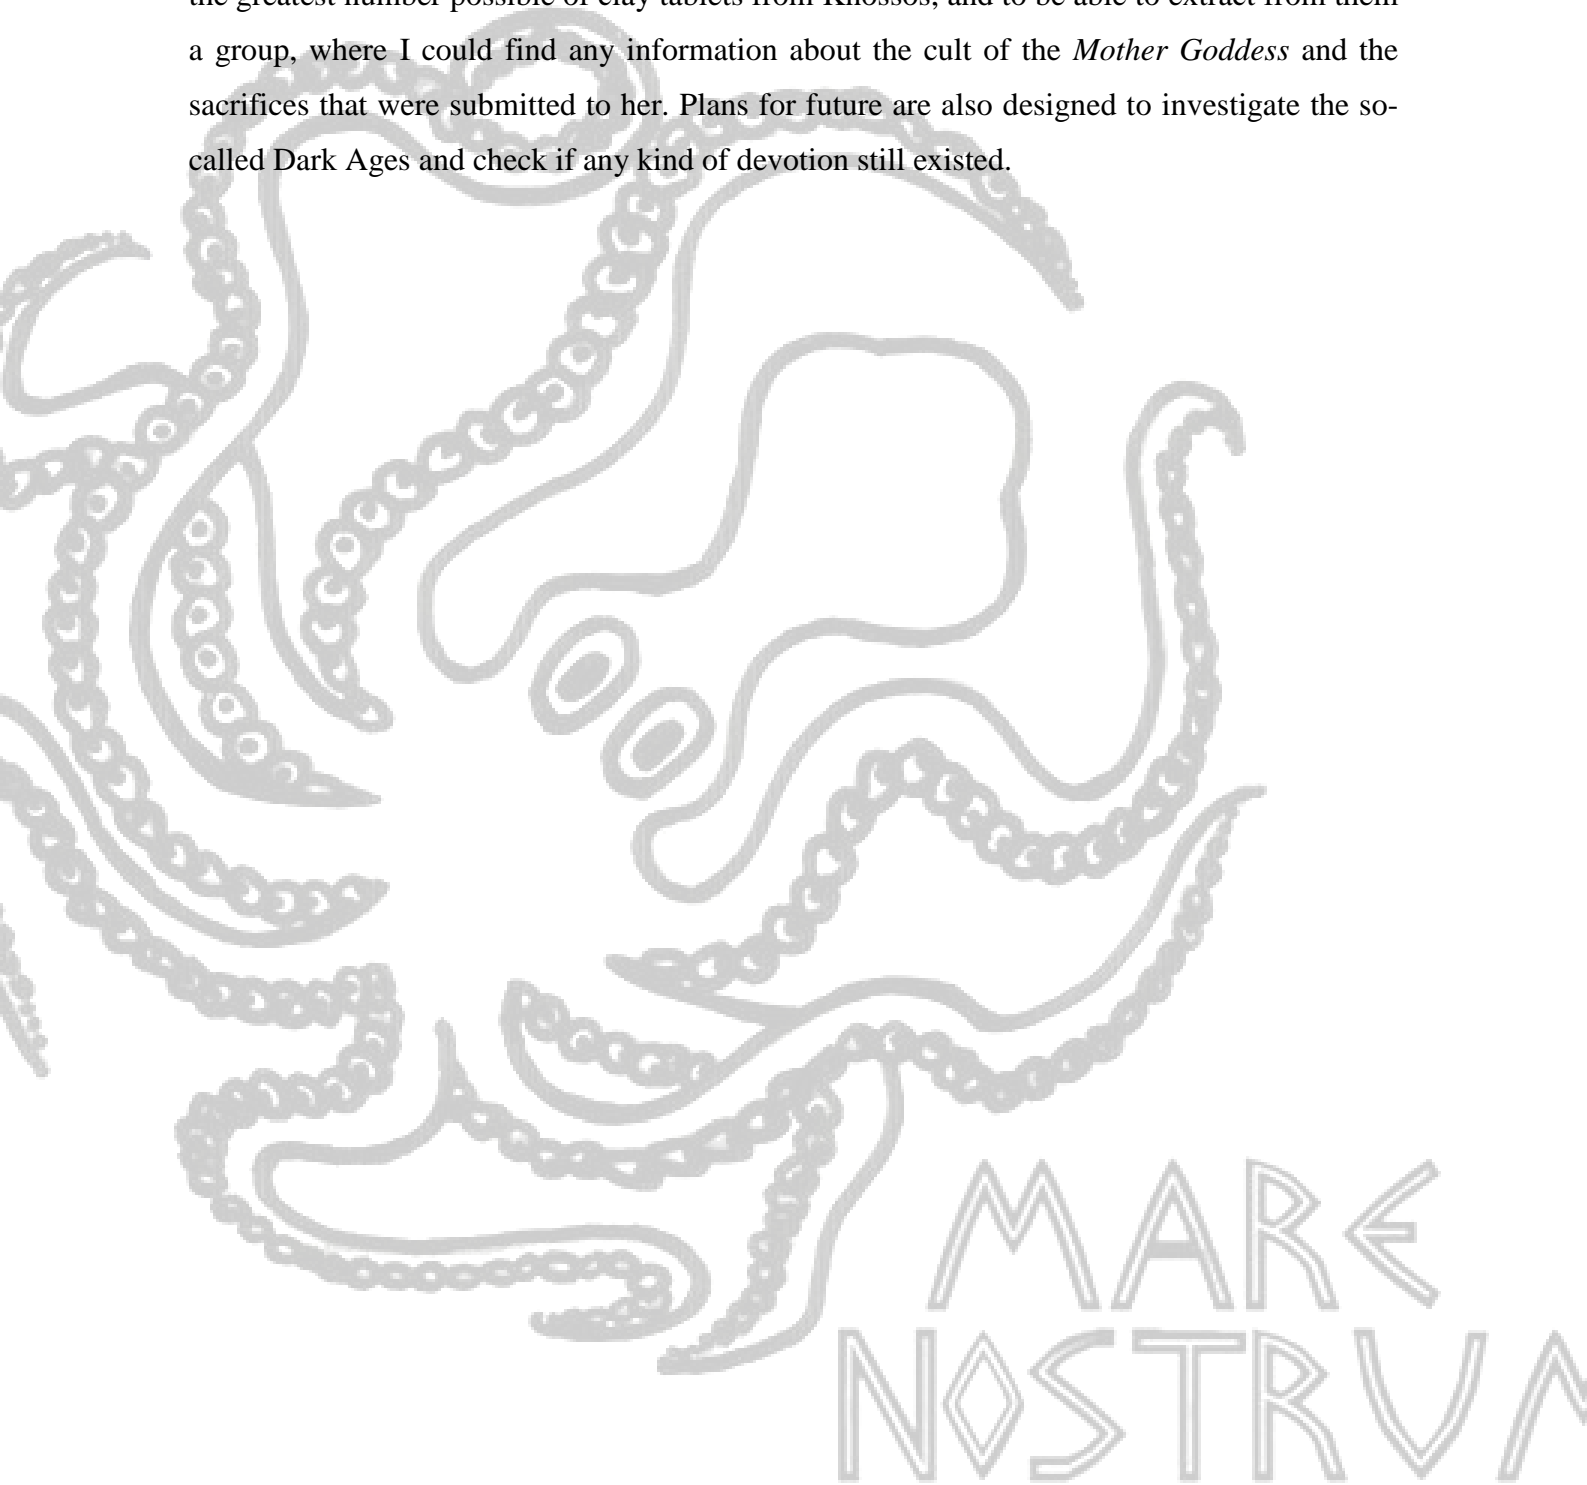 the greatest number possible of clay tablets from Knossos, and to be able to extract from them
a group, where I could find any information about the cult of the Mother Goddess and the
sacrifices that were submitted to her. Plans for future are also designed to investigate the so-
called Dark Ages and check if any kind of devotion still existed.
MARE
NOSTRUM